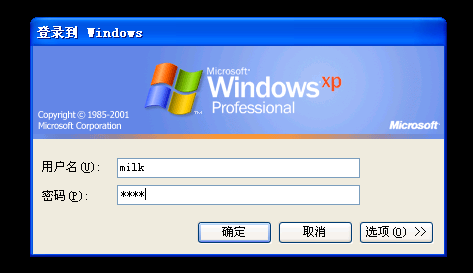 登录到 Windows
Microsoft®
Windows xp
Professional
Copyright © 1985-2001
Microsoft Corporation
Microsoft®
用户名(U): milk
密码(P): ****
确定 取消 选项(O) >>